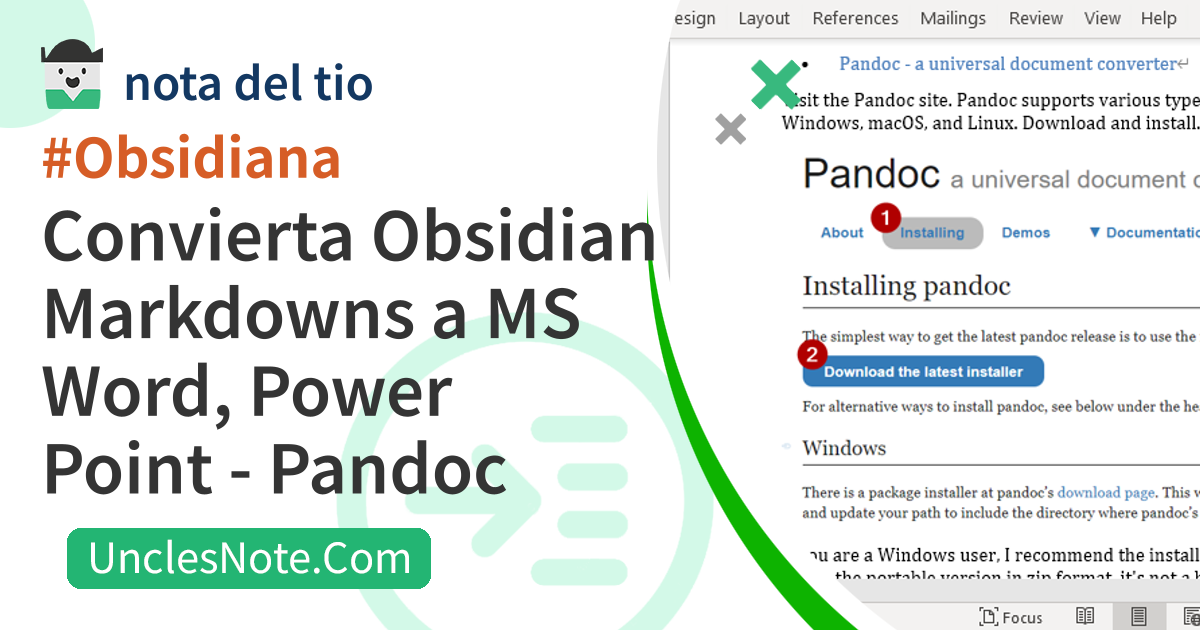 nota del tio
#Obsidiana
Convierta Obsidian
Markdowns a MS
Word, Power
Point - Pandoc
UnclesNote.Com
esign Layout References Mailings Review View Help
• Pandoc - a universal document converter↵
isit the Pandoc site. Pandoc supports various type
Windows, macOS, and Linux. Download and install.
Pandoc a universal document c
1
About Installing Demos ▼ Documentatio
Installing pandoc
The simplest way to get the latest pandoc release is to use the
2
Download the latest installer
For alternative ways to install pandoc, see below under the he
Windows
There is a package installer at pandoc's download page. This w
and update your path to include the directory where pandoc's
ou are a Windows user, I recommend the install
the portable version in zip format, it's not a
Focus